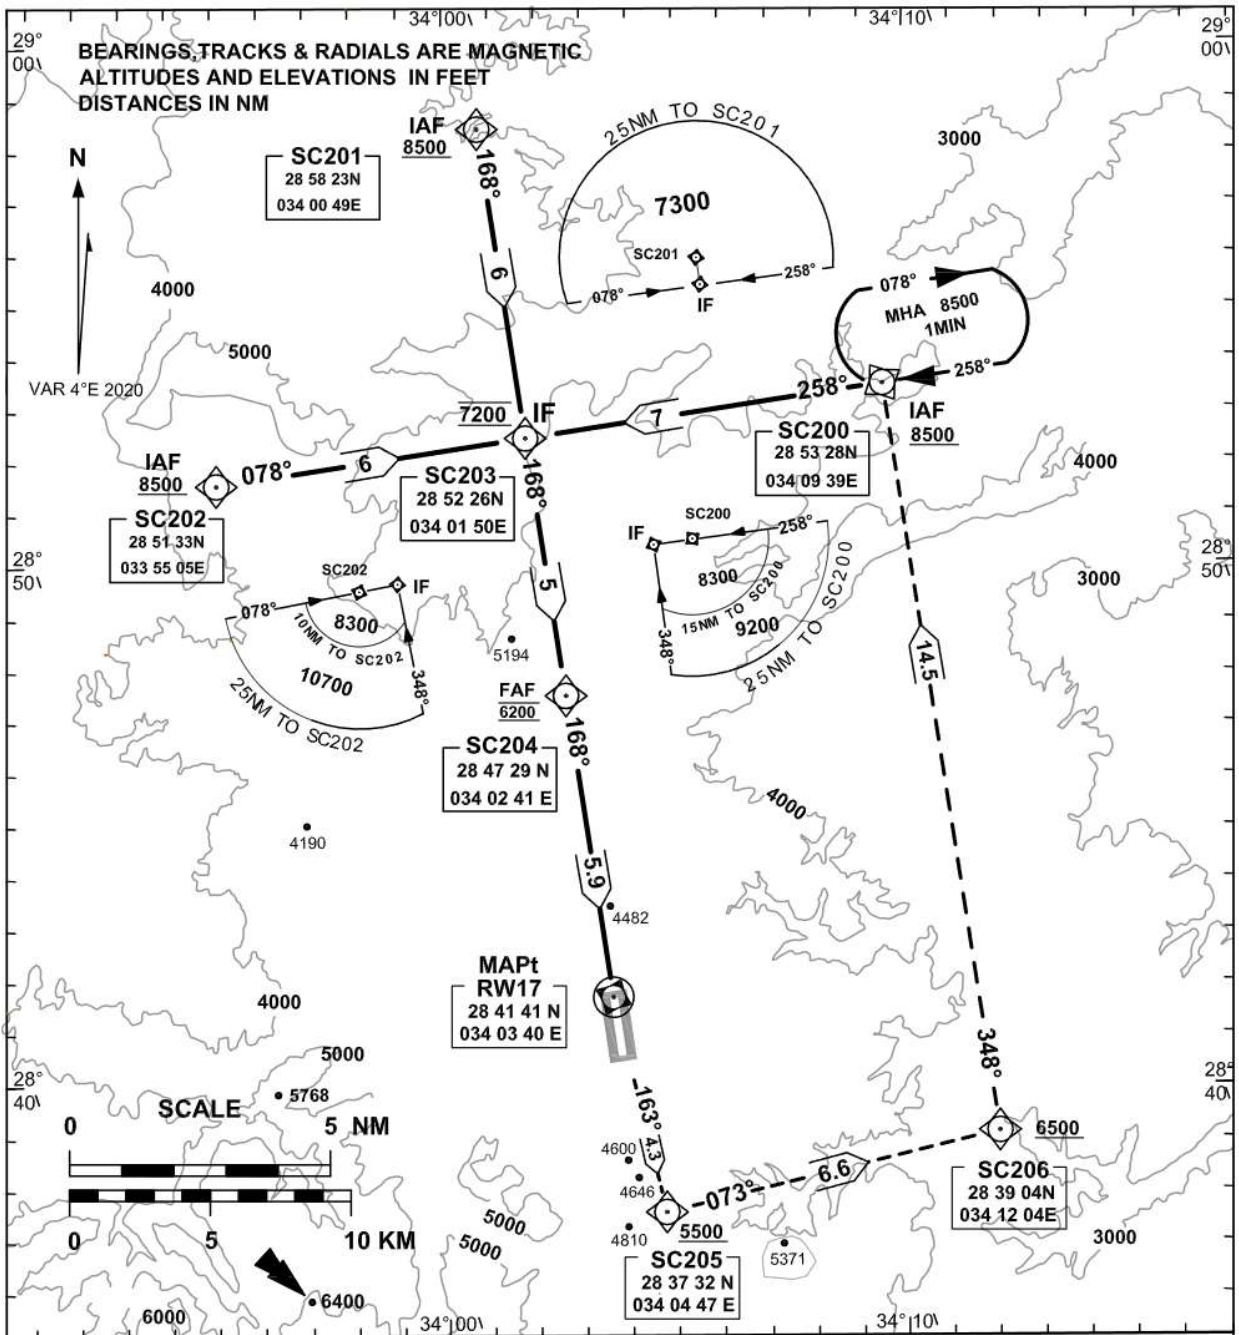 34°00\
34°10\
29°
00\
29°
00\
BEARINGS,TRACKS & RADIALS ARE MAGNETIC
ALTITUDES AND ELEVATIONS IN FEET
DISTANCES IN NM
IAF
8500
SC201
28 58 23N
034 00 49E
168°
6
25NM TO SC201
7300
SC201
078°
258°
IF
3000
N
VAR 4°E 2020
4000
5000
078°
MHA 8500
1MIN
258°
7200
IF
7
258°
IAF
8500
SC200
28 53 28N
034 09 39E
IAF
8500
078°
6
SC202
28 51 33N
033 55 05E
SC203
28 52 26N
034 01 50E
168°
5
4000
3000
28°
50\
28°
50\
SC202
IF
078°
8300
10NM TO SC202
10700
348°
25NM TO SC202
IF
SC200
258°
8300
15NM TO SC200
9200
348°
25NM TO SC200
5194
14.5
FAF
6200
SC204
28 47 29 N
034 02 41 E
168°
4000
4190
5.9
4482
MAPt
RW17
28 41 41 N
034 03 40 E
4000
5000
5768
348°
28°
40\
28°
40\
SCALE
0 5 NM
0 5 10 KM
163°
4.3
4600
4646
4810
073°
6.6
6500
SC206
28 39 04N
034 12 04E
5500
SC205
28 37 32 N
034 04 47 E
5371
5000
5000
3000
6400
6000
34°00\
34°10\